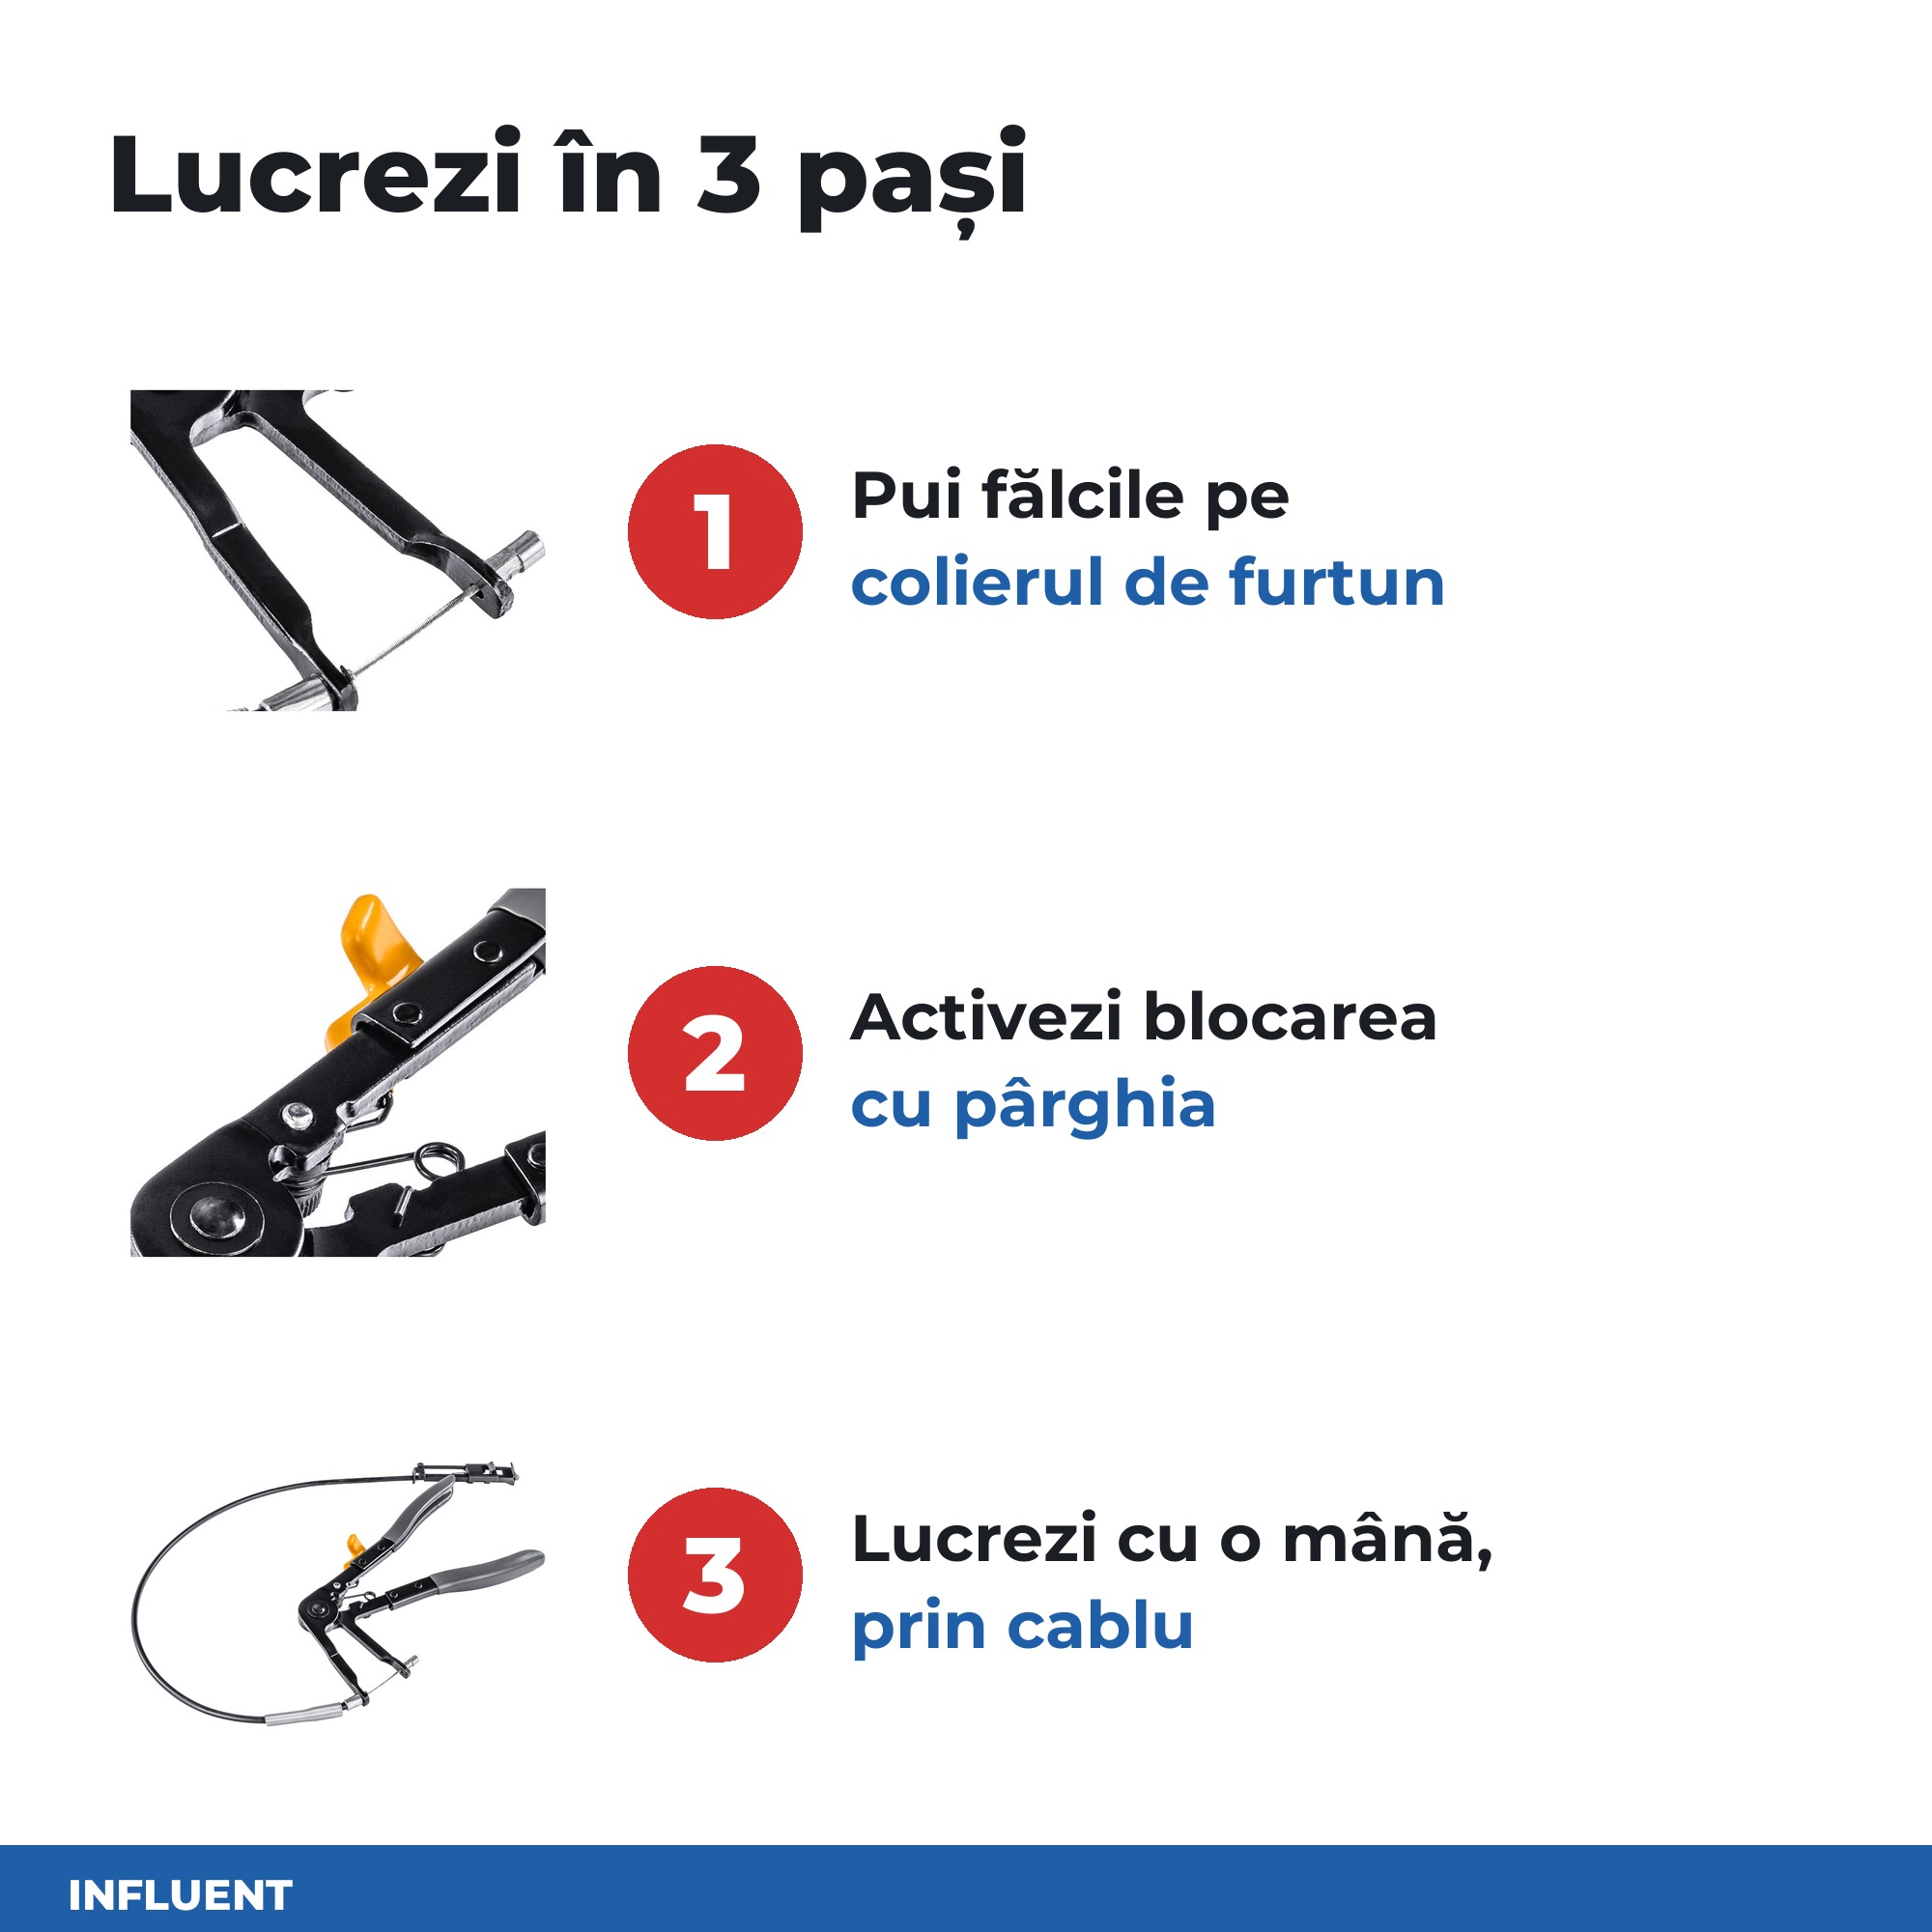 Lucrezi în 3 pași
1
Pui fălcile pe
colierul de furtun
2
Activezi blocarea
cu pârghia
3
Lucrezi cu o mână,
prin cablu
INFLUENT